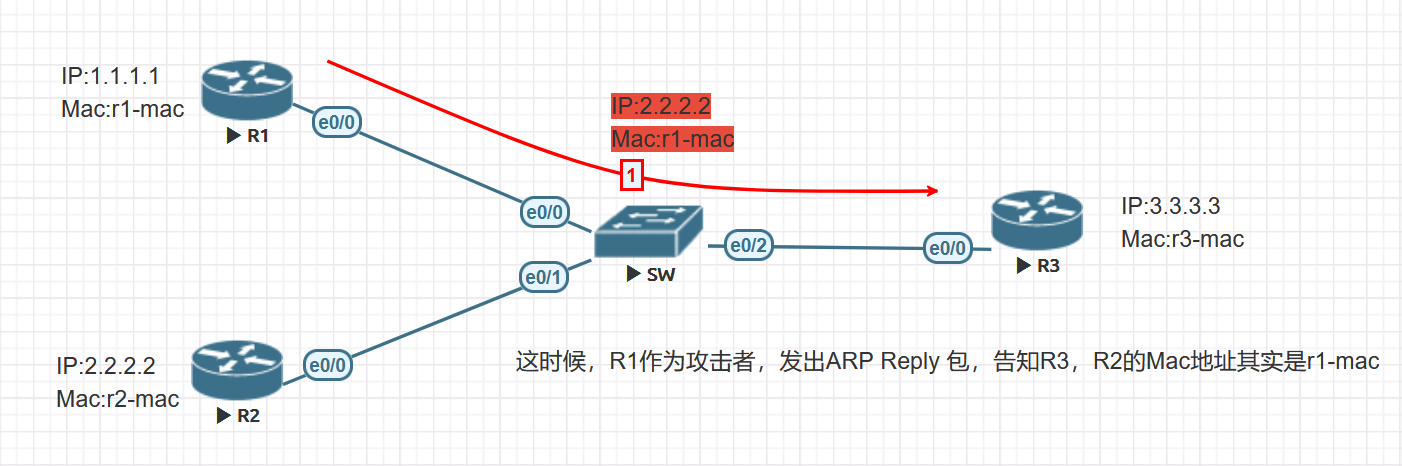 IP:1.1.1.1
Mac:r1-mac
R1
e0/0
IP:2.2.2.2
Mac:r1-mac
1
e0/0
e0/2
e0/0
IP:3.3.3.3
Mac:r3-mac
R3
SW
e0/1
IP:2.2.2.2
Mac:r2-mac
e0/0
R2
这时候，R1作为攻击者，发出ARP Reply 包，告知R3，R2的Mac地址其实是r1-mac